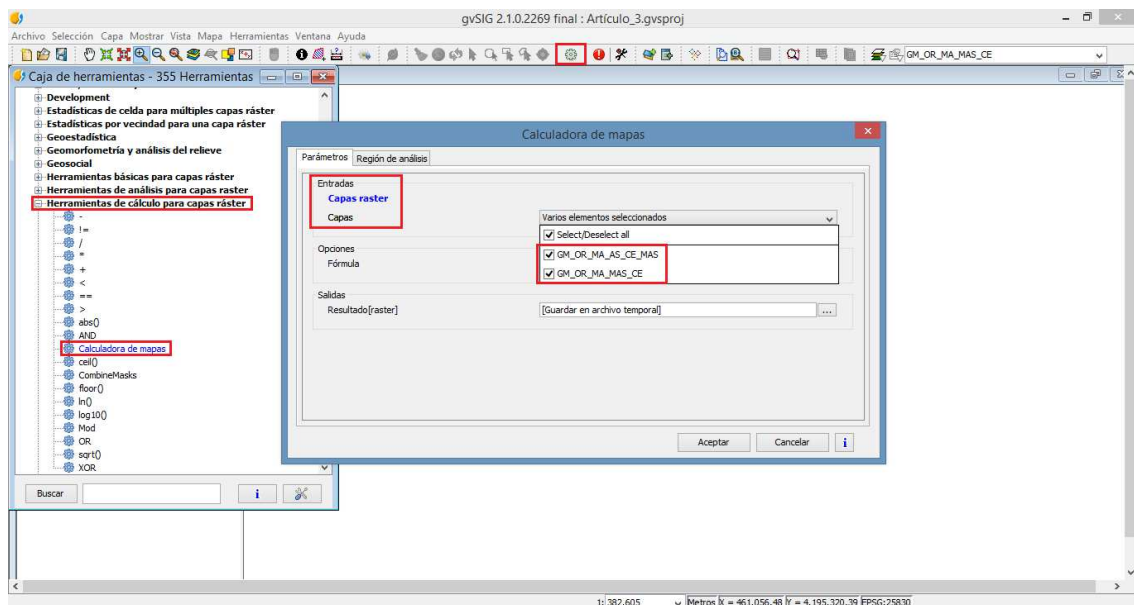 gvSIG 2.1.0.2269 final : Artículo_3.gvsproj
Archivo Selección Capa Mostrar Vista Mapa Herramientas Ventana Ayuda
GM_OR_MA_MAS_CE
Caja de herramientas - 355 Herramientas
Development
Estadísticas de celda para múltiples capas ráster
Estadísticas por vecindad para una capa ráster
Geoestadística
Geomorfometría y análisis del relieve
Geosocial
Herramientas básicas para capas ráster
Herramientas de análisis para capas raster
Herramientas de cálculo para capas ráster
-
!=
/
*
+
<
==
>
abs()
AND
Calculadora de mapas
ceil()
CombineMasks
floor()
ln()
log10()
Mod
OR
sqrt()
XOR
Buscar
i
Calculadora de mapas
Parámetros Región de análisis
Entradas
Capas raster
Capas Varios elementos seleccionados
Select/Deselect all
Opciones
GM_OR_MA_AS_CE_MAS
Fórmula
GM_OR_MA_MAS_CE
Salidas
Resultado[raster] [Guardar en archivo temporal] ...
Aceptar Cancelar i
1: 382.605 Metros X = 461.056,48 Y = 4.195.320,39 EPSG:25830